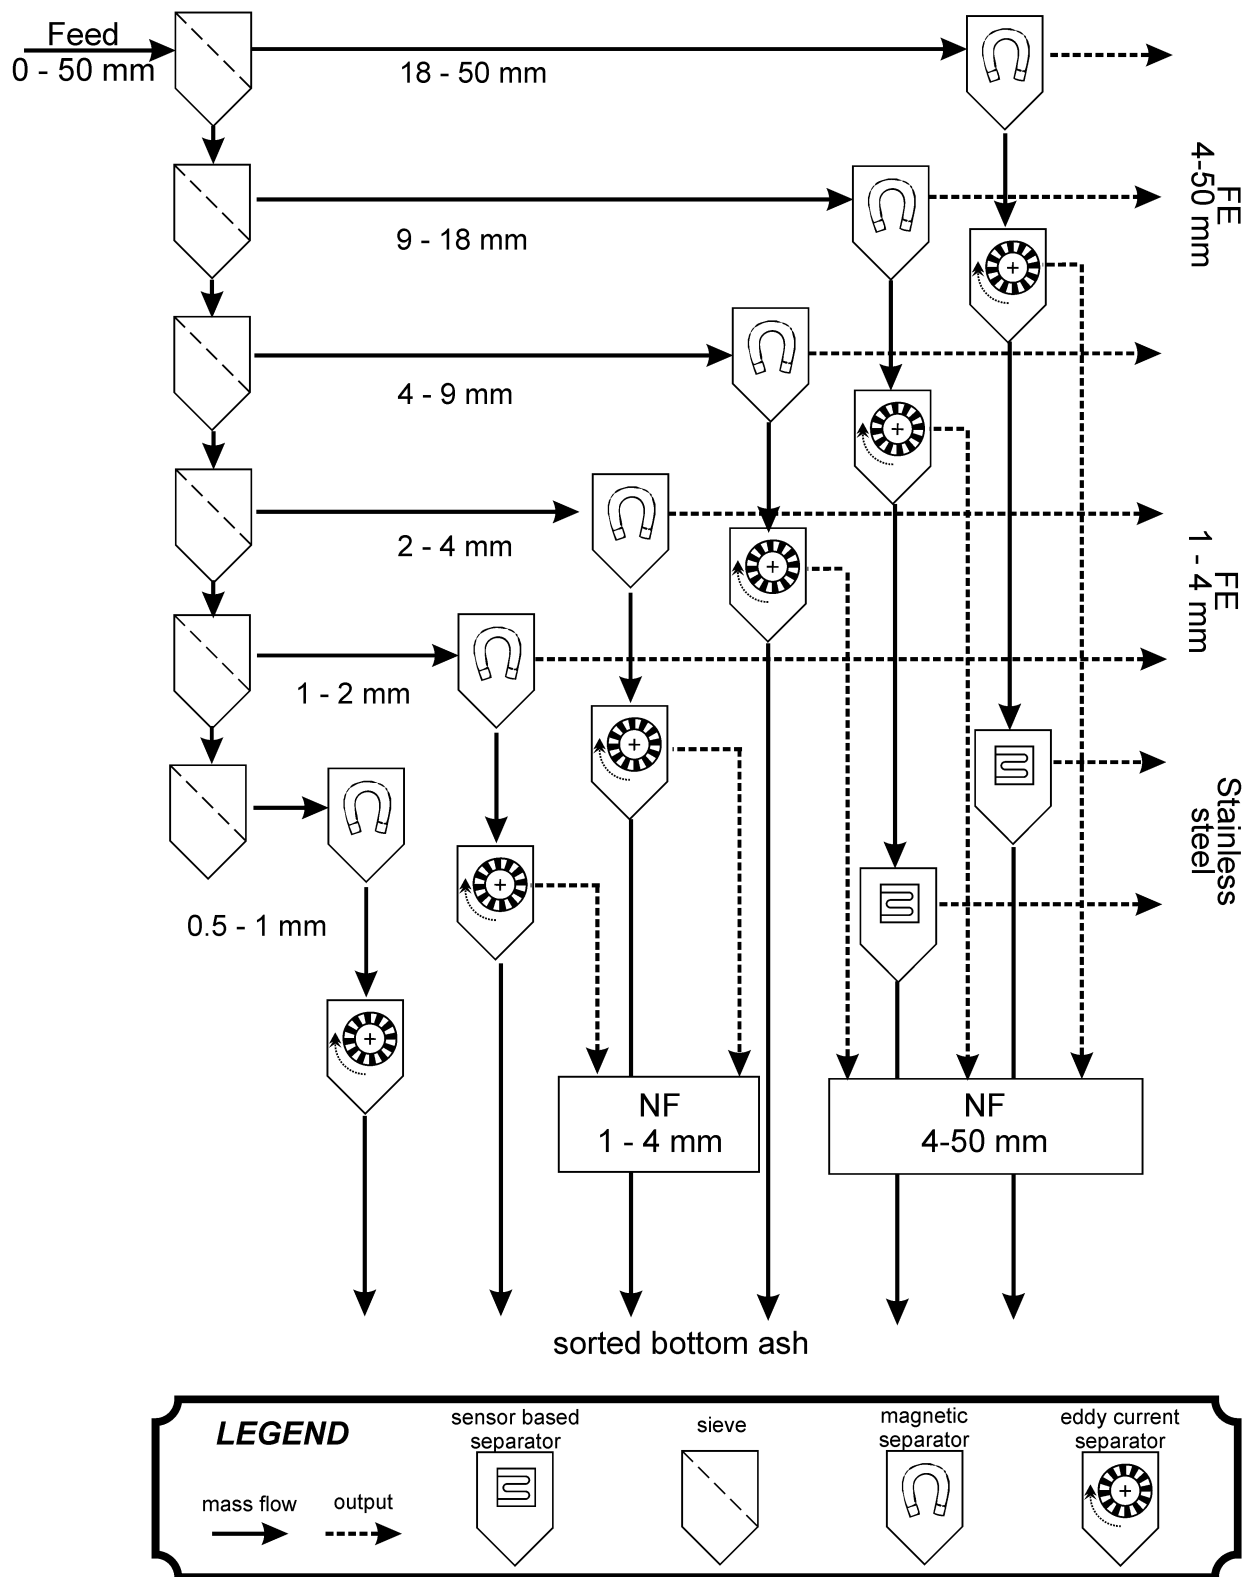 Feed
0 - 50 mm
18 - 50 mm
9 - 18 mm
4 - 9 mm
2 - 4 mm
1 - 2 mm
0.5 - 1 mm
FE
4-50 mm
FE
1 - 4 mm
Stainless
steel
NF
1 - 4 mm
NF
4-50 mm
sorted bottom ash
LEGEND
mass flow
output
sensor based
separator
sieve
magnetic
separator
eddy current
separator